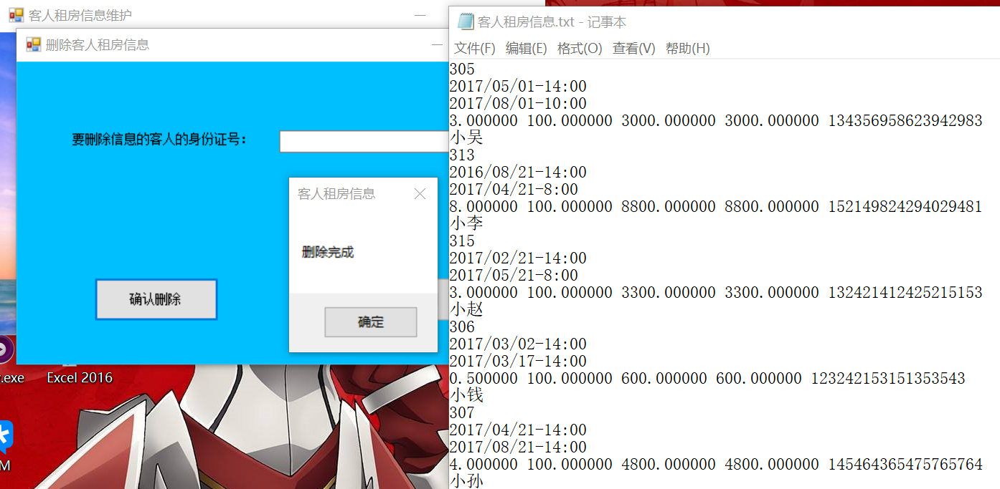 客人租房信息维护
删除客人租房信息
要删除信息的客人的身份证号：
客人租房信息
删除完成
确定
确认删除
.exe
Excel 2016
M
客人租房信息.txt - 记事本
文件(F) 编辑(E) 格式(O) 查看(V) 帮助(H)
305
2017/05/01-14:00
2017/08/01-10:00
3.000000 100.000000 3000.000000 3000.000000 134356958623942983
小吴
313
2016/08/21-14:00
2017/04/21-8:00
8.000000 100.000000 8800.000000 8800.000000 152149824294029481
小李
315
2017/02/21-14:00
2017/05/21-8:00
3.000000 100.000000 3300.000000 3300.000000 132421412425215153
小赵
306
2017/03/02-14:00
2017/03/17-14:00
0.500000 100.000000 600.000000 600.000000 123242153151353543
小钱
307
2017/04/21-14:00
2017/08/21-14:00
4.000000 100.000000 4800.000000 4800.000000 145464365475765764
小孙